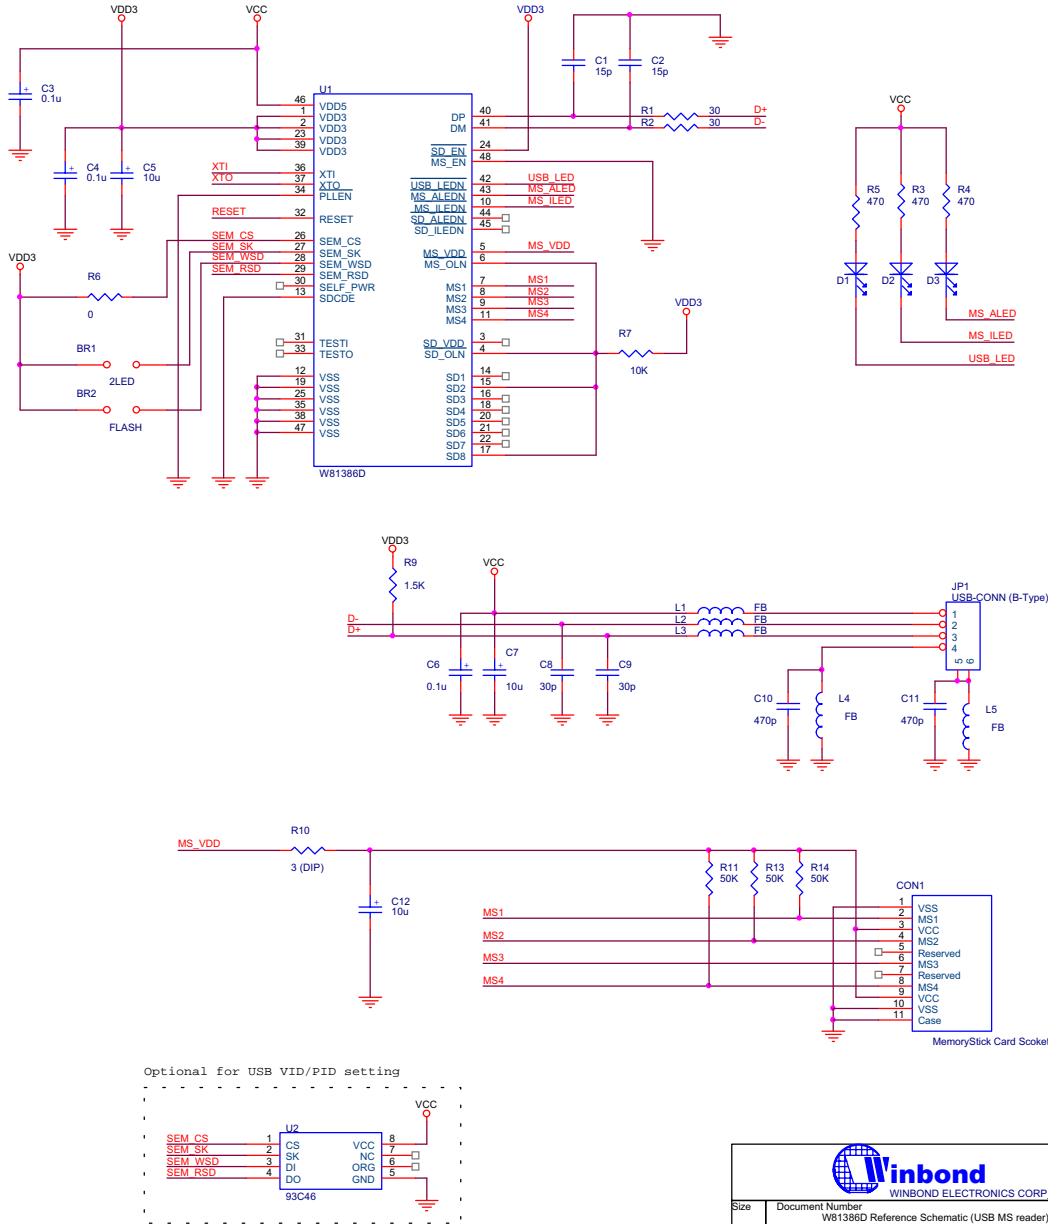 VDD3
VCC
VDD3
C3
0.1u
C4
0.1u
C5
10u
C1
15p
C2
15p
U1
46 VDD5
1 VDD3
2 VDD3
23 VDD3
39 VDD3
XTI 36 XTI
XTO 37 XTO
34 PLLEN
RESET 32 RESET
SEM_CS 26 SEM_CS
SEM_SK 27 SEM_SK
SEM_WSD 28 SEM_WSD
SEM_RSD 29 SEM_RSD
30 SELF_PWR
13 SDCDE
31 TESTI
33 TESTO
12 VSS
19 VSS
25 VSS
35 VSS
38 VSS
47 VSS
W81386D
DP 40 R1 30 D+
DM 41 R2 30 D-
SD_EN 24
MS_EN 48
USB_LEDN 42 USB_LED
MS_ALEDN 43 MS_ALED
MS_ILEDN 10 MS_ILED
SD_ALEDN 44
SD_ILEDN 45
MS_VDD 5 MS_VDD
MS_OLN 6
MS1 7 MS1
MS2 8 MS2
MS3 9 MS3
MS4 11 MS4
SD_VDD 3
SD_OLN 4
SD1 14
SD2 15
SD3 16
SD4 18
SD5 20
SD6 21
SD7 22
SD8 17
VDD3
R7
10K
VDD3
R6
0
BR1
2LED
BR2
FLASH
VCC
R5
470
R3
470
R4
470
D1
D2
D3
MS_ALED
MS_ILED
USB_LED
VDD3
R9
1.5K
VCC
D-
D+
L1 FB
L2 FB
L3 FB
C6
0.1u
C7
10u
C8
30p
C9
30p
JP1
USB-CONN (B-Type)
1
2
3
4
5
6
C10
470p
L4
FB
C11
470p
L5
FB
MS_VDD
R10
3 (DIP)
C12
10u
R11
50K
R13
50K
R14
50K
MS1
MS2
MS3
MS4
CON1
1 VSS
2 MS1
3 VCC
4 MS2
5 Reserved
6 MS3
7 Reserved
8 MS4
9 VCC
10 VSS
11 Case
MemoryStick Card Scoket
Optional for USB VID/PID setting
VCC
U2
SEM_CS 1 CS VCC 8
SEM_SK 2 SK NC 7
SEM_WSD 3 DI ORG 6
SEM_RSD 4 DO GND 5
93C46
Winbond
WINBOND ELECTRONICS CORP.
Size Document Number
W81386D Reference Schematic (USB MS reader)